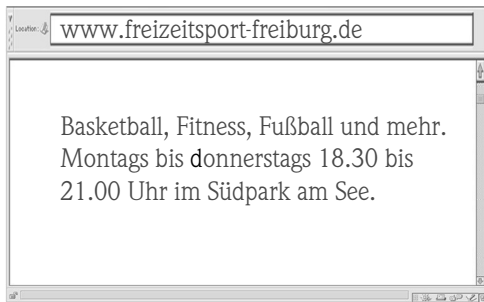 Location:
www.freizeitsport-freiburg.de
Basketball, Fitness, Fußball und mehr.
Montags bis donnerstags 18.30 bis
21.00 Uhr im Südpark am See.